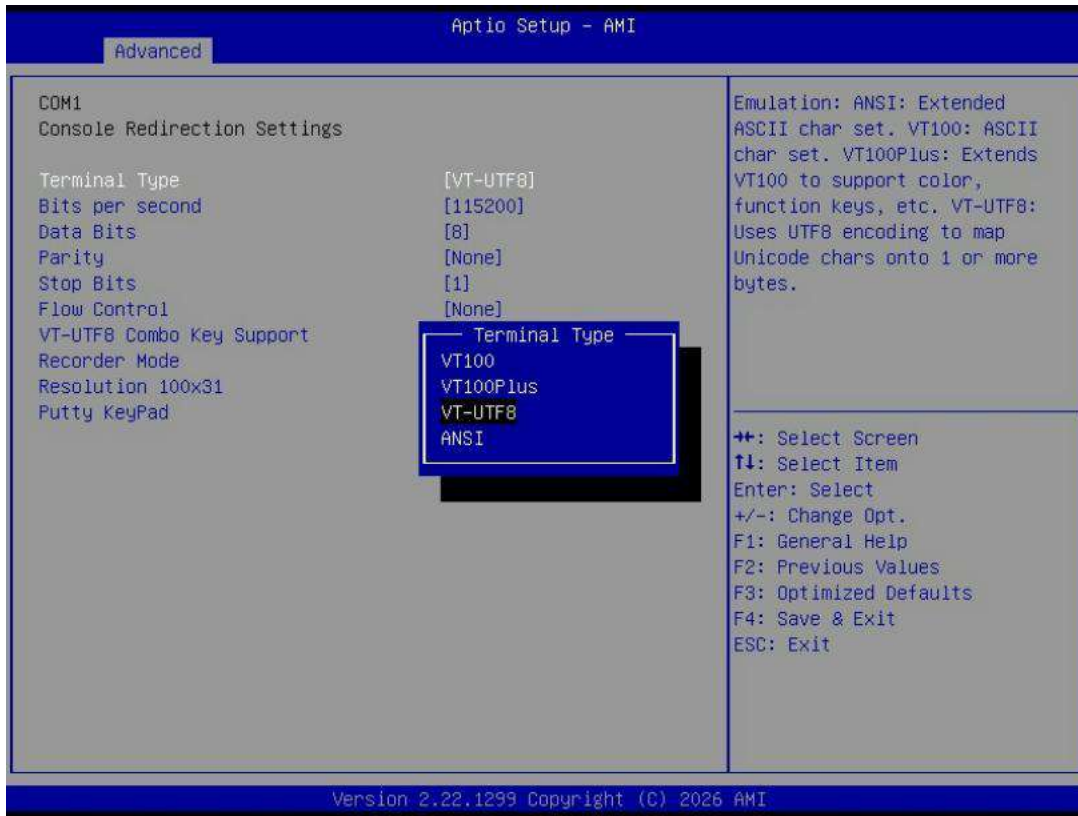 Aptio Setup - AMI
Advanced
COM1
Console Redirection Settings
Terminal Type [VT-UTF8]
Bits per second [115200]
Data Bits [8]
Parity [None]
Stop Bits [1]
Flow Control [None]
VT-UTF8 Combo Key Support
Recorder Mode
Resolution 100x31
Putty KeyPad
Terminal Type
VT100
VT100Plus
VT-UTF8
ANSI
Emulation: ANSI: Extended
ASCII char set. VT100: ASCII
char set. VT100Plus: Extends
VT100 to support color,
function keys, etc. VT-UTF8:
Uses UTF8 encoding to map
Unicode chars onto 1 or more
bytes.
→←: Select Screen
↑↓: Select Item
Enter: Select
+/-: Change Opt.
F1: General Help
F2: Previous Values
F3: Optimized Defaults
F4: Save & Exit
ESC: Exit
Version 2.22.1299 Copyright (C) 2026 AMI